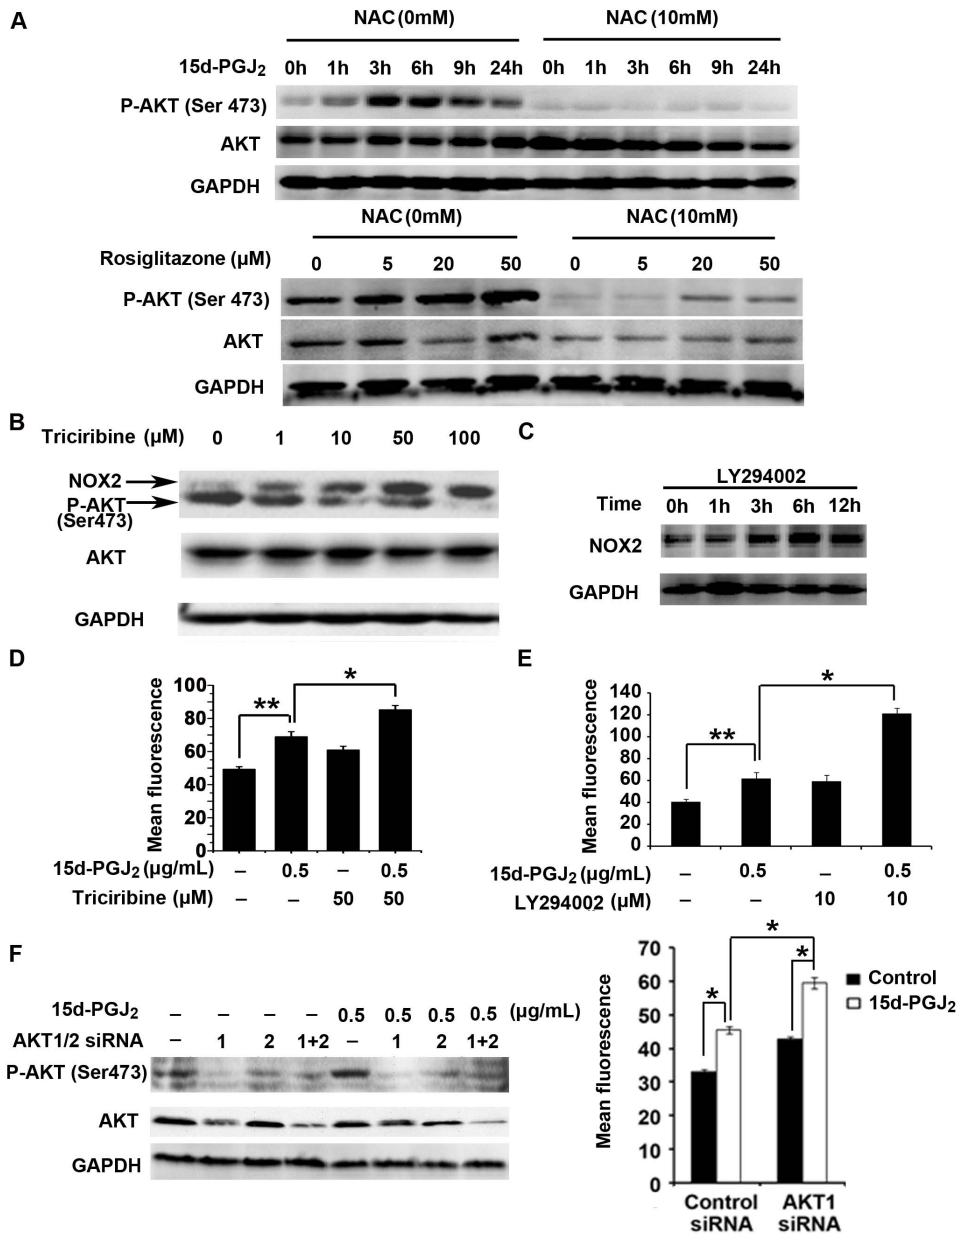 A
NAC (0mM) NAC (10mM)
15d-PGJ2 0h 1h 3h 6h 9h 24h 0h 1h 3h 6h 9h 24h
P-AKT (Ser 473)
AKT
GAPDH
NAC (0mM) NAC (10mM)
Rosiglitazone (μM) 0 5 20 50 0 5 20 50
P-AKT (Ser 473)
AKT
GAPDH
B
Triciribine (μM) 0 1 10 50 100
NOX2
P-AKT
(Ser473)
AKT
GAPDH
C
LY294002
Time 0h 1h 3h 6h 12h
NOX2
GAPDH
D
Mean fluorescence
100
80
60
40
20
0
** *
15d-PGJ2 (μg/mL) – 0.5 – 0.5
Triciribine (μM) – – 50 50
E
Mean fluorescence
140
120
100
80
60
40
20
0
** *
15d-PGJ2 (μg/mL) – 0.5 – 0.5
LY294002 (μM) – – 10 10
F
15d-PGJ2 – – – – 0.5 0.5 0.5 0.5 (μg/mL)
AKT1/2 siRNA – 1 2 1+2 – 1 2 1+2
P-AKT (Ser473)
AKT
GAPDH
Mean fluorescence
70
60
50
40
30
20
10
0
* * *
Control
15d-PGJ2
Control siRNA
AKT1 siRNA